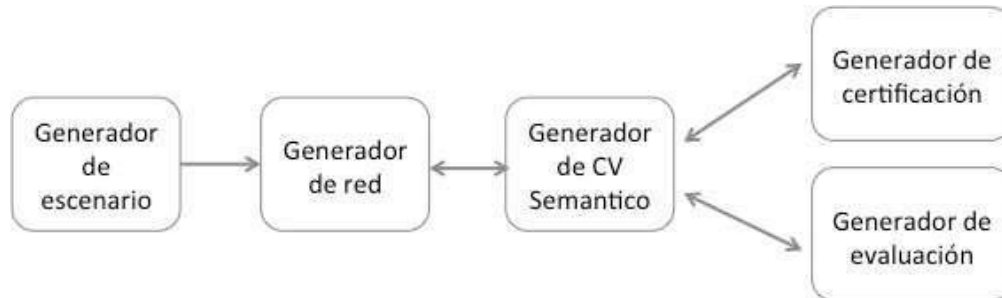 Generador
de
escenario
Generador
de red
Generador
de CV
Semantico
Generador de
certificación
Generador de
evaluación